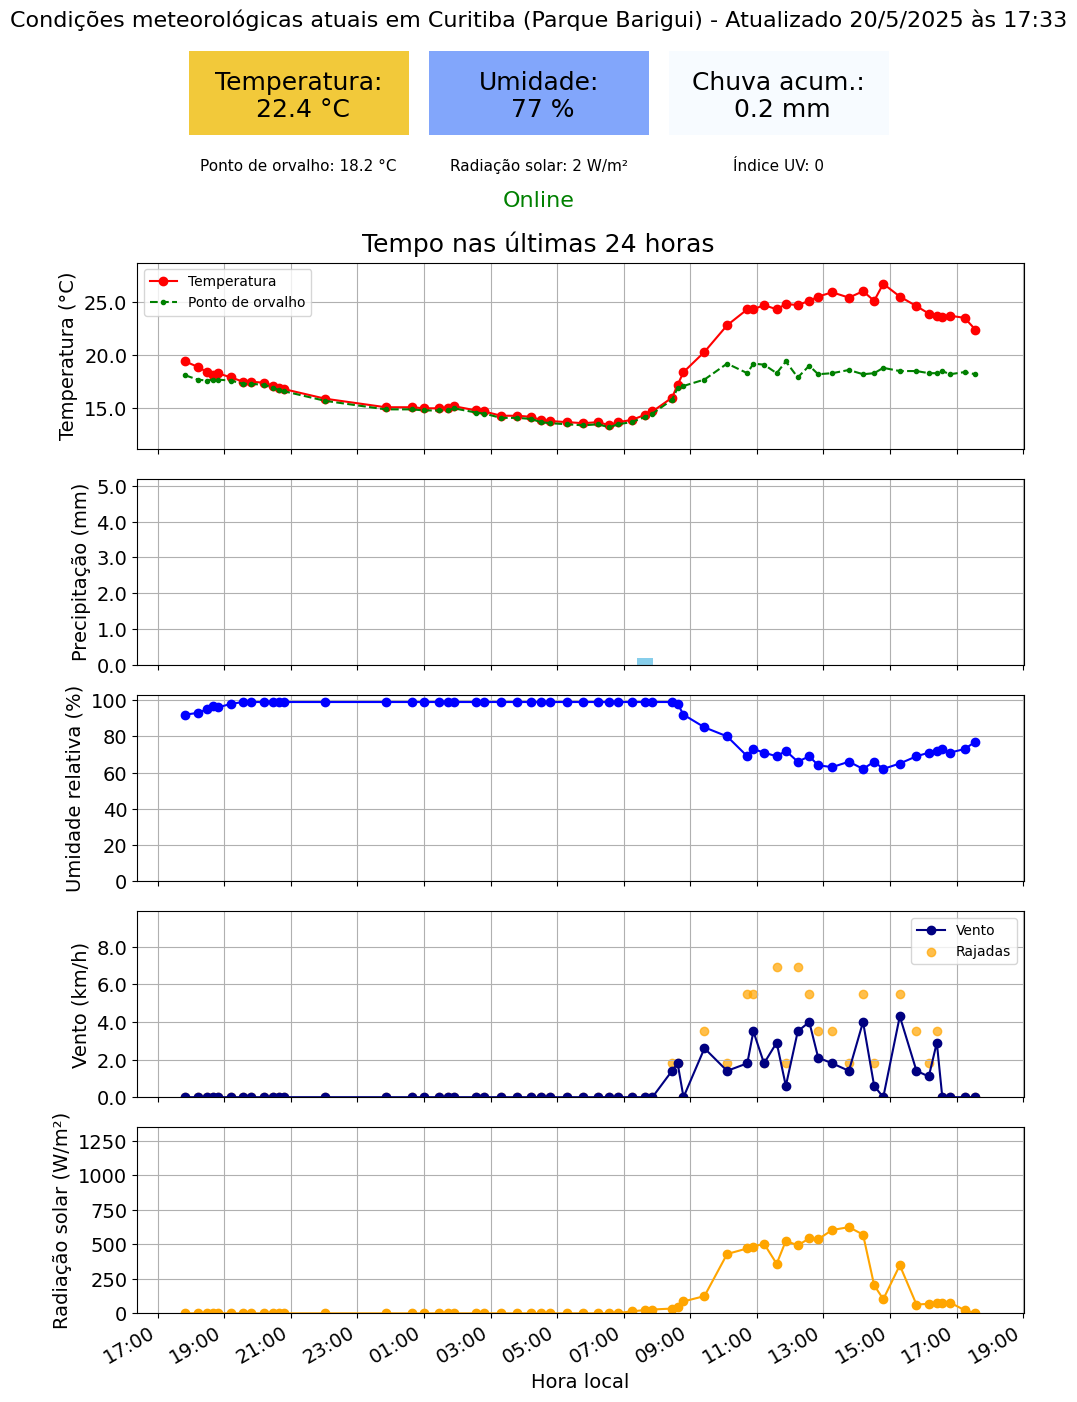 Condições meteorológicas atuais em Curitiba (Parque Barigui) - Atualizado 20/5/2025 às 17:33
Temperatura:
22.4 °C
Umidade:
77 %
Chuva acum.:
0.2 mm
Ponto de orvalho: 18.2 °C
Radiação solar: 2 W/m²
Índice UV: 0
Online
Tempo nas últimas 24 horas
Temperatura (°C)
25.0
20.0
15.0
Temperatura
Ponto de orvalho
Precipitação (mm)
5.0
4.0
3.0
2.0
1.0
0.0
Umidade relativa (%)
100
80
60
40
20
0
Vento (km/h)
8.0
6.0
4.0
2.0
0.0
Vento
Rajadas
Radiação solar (W/m²)
1250
1000
750
500
250
0
17:00
19:00
21:00
23:00
01:00
03:00
05:00
07:00
09:00
11:00
13:00
15:00
17:00
19:00
Hora local